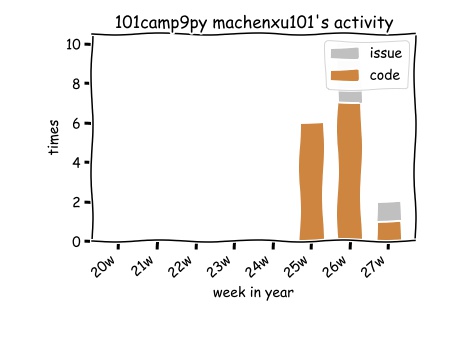 101camp9py machenxu101's activity
issue
code
times
10
8
6
4
2
0
20w 21w 22w 23w 24w 25w 26w 27w
week in year